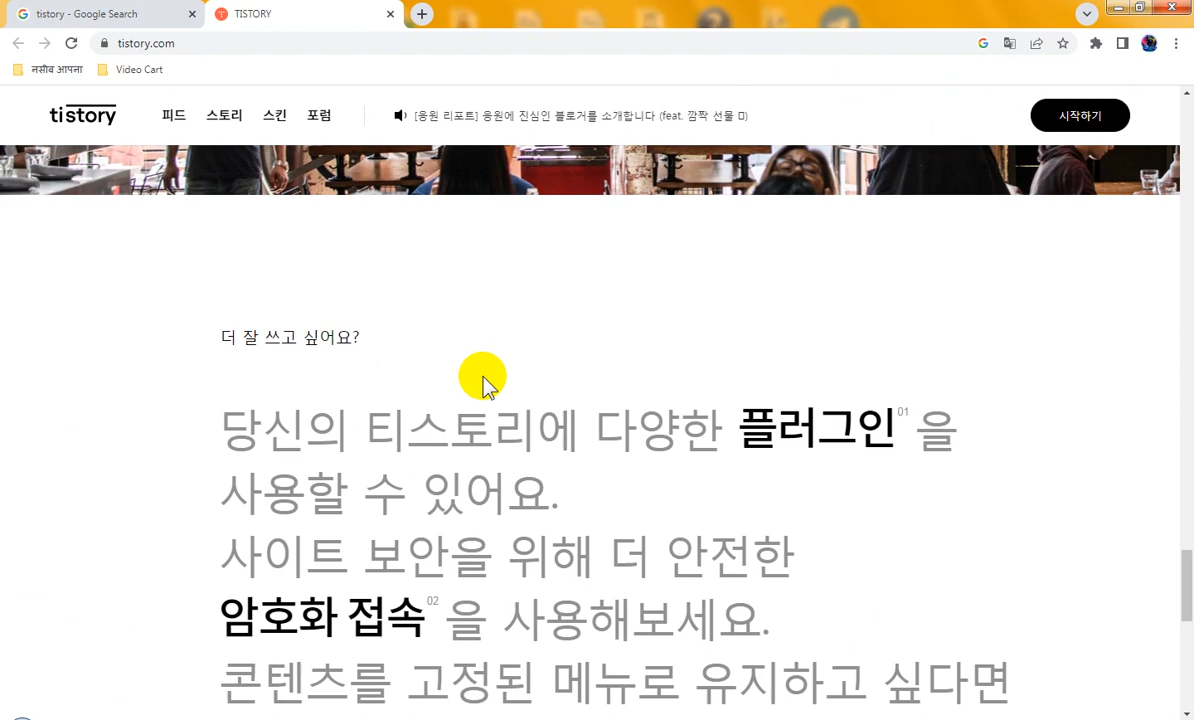 tistory - Google Search
TISTORY
tistory.com
नसीब आपना
Video Cart
tistory
피드 스토리 스킨 포럼
[응원 리포트] 응원에 진심인 블로거를 소개합니다 (feat. 깜짝 선물 )
시작하기
더 잘 쓰고 싶어요?
당신의 티스토리에 다양한 플러그인 01 을
사용할 수 있어요.
사이트 보안을 위해 더 안전한
암호화 접속 02 을 사용해보세요.
콘텐츠를 고정된 메뉴로 유지하고 싶다면